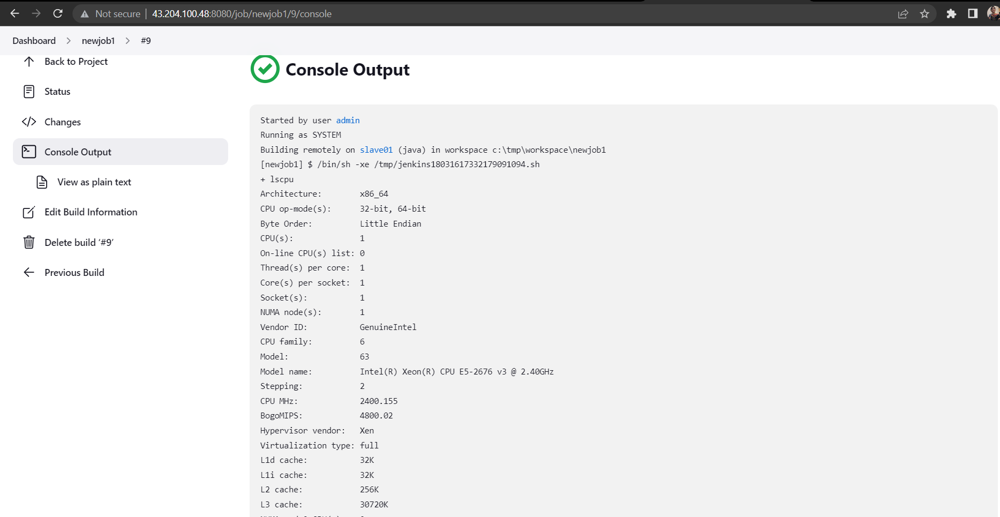 Not secure | 43.204.100.48:8080/job/newjob1/9/console
Dashboard > newjob1 > #9
Back to Project
Status
Changes
Console Output
View as plain text
Edit Build Information
Delete build ‘#9’
Previous Build
Console Output
Started by user admin
Running as SYSTEM
Building remotely on slave01 (java) in workspace c:\tmp\workspace\newjob1
[newjob1] $ /bin/sh -xe /tmp/jenkins18031617332179091094.sh
+ lscpu
Architecture: x86_64
CPU op-mode(s): 32-bit, 64-bit
Byte Order: Little Endian
CPU(s): 1
On-line CPU(s) list: 0
Thread(s) per core: 1
Core(s) per socket: 1
Socket(s): 1
NUMA node(s): 1
Vendor ID: GenuineIntel
CPU family: 6
Model: 63
Model name: Intel(R) Xeon(R) CPU E5-2676 v3 @ 2.40GHz
Stepping: 2
CPU MHz: 2400.155
BogoMIPS: 4800.02
Hypervisor vendor: Xen
Virtualization type: full
L1d cache: 32K
L1i cache: 32K
L2 cache: 256K
L3 cache: 30720K